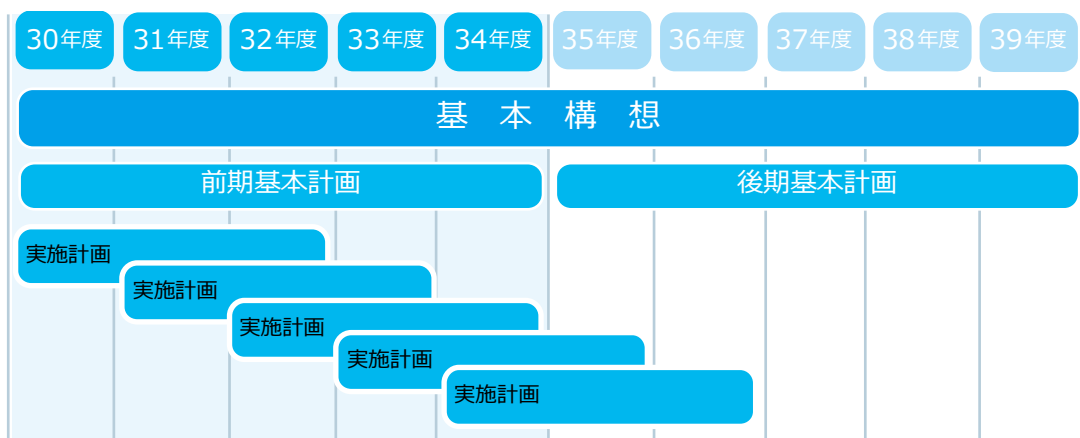 30年度 31年度 32年度 33年度 34年度 35年度 36年度 37年度 38年度 39年度
基本構想
前期基本計画 後期基本計画
実施計画
実施計画
実施計画
実施計画
実施計画